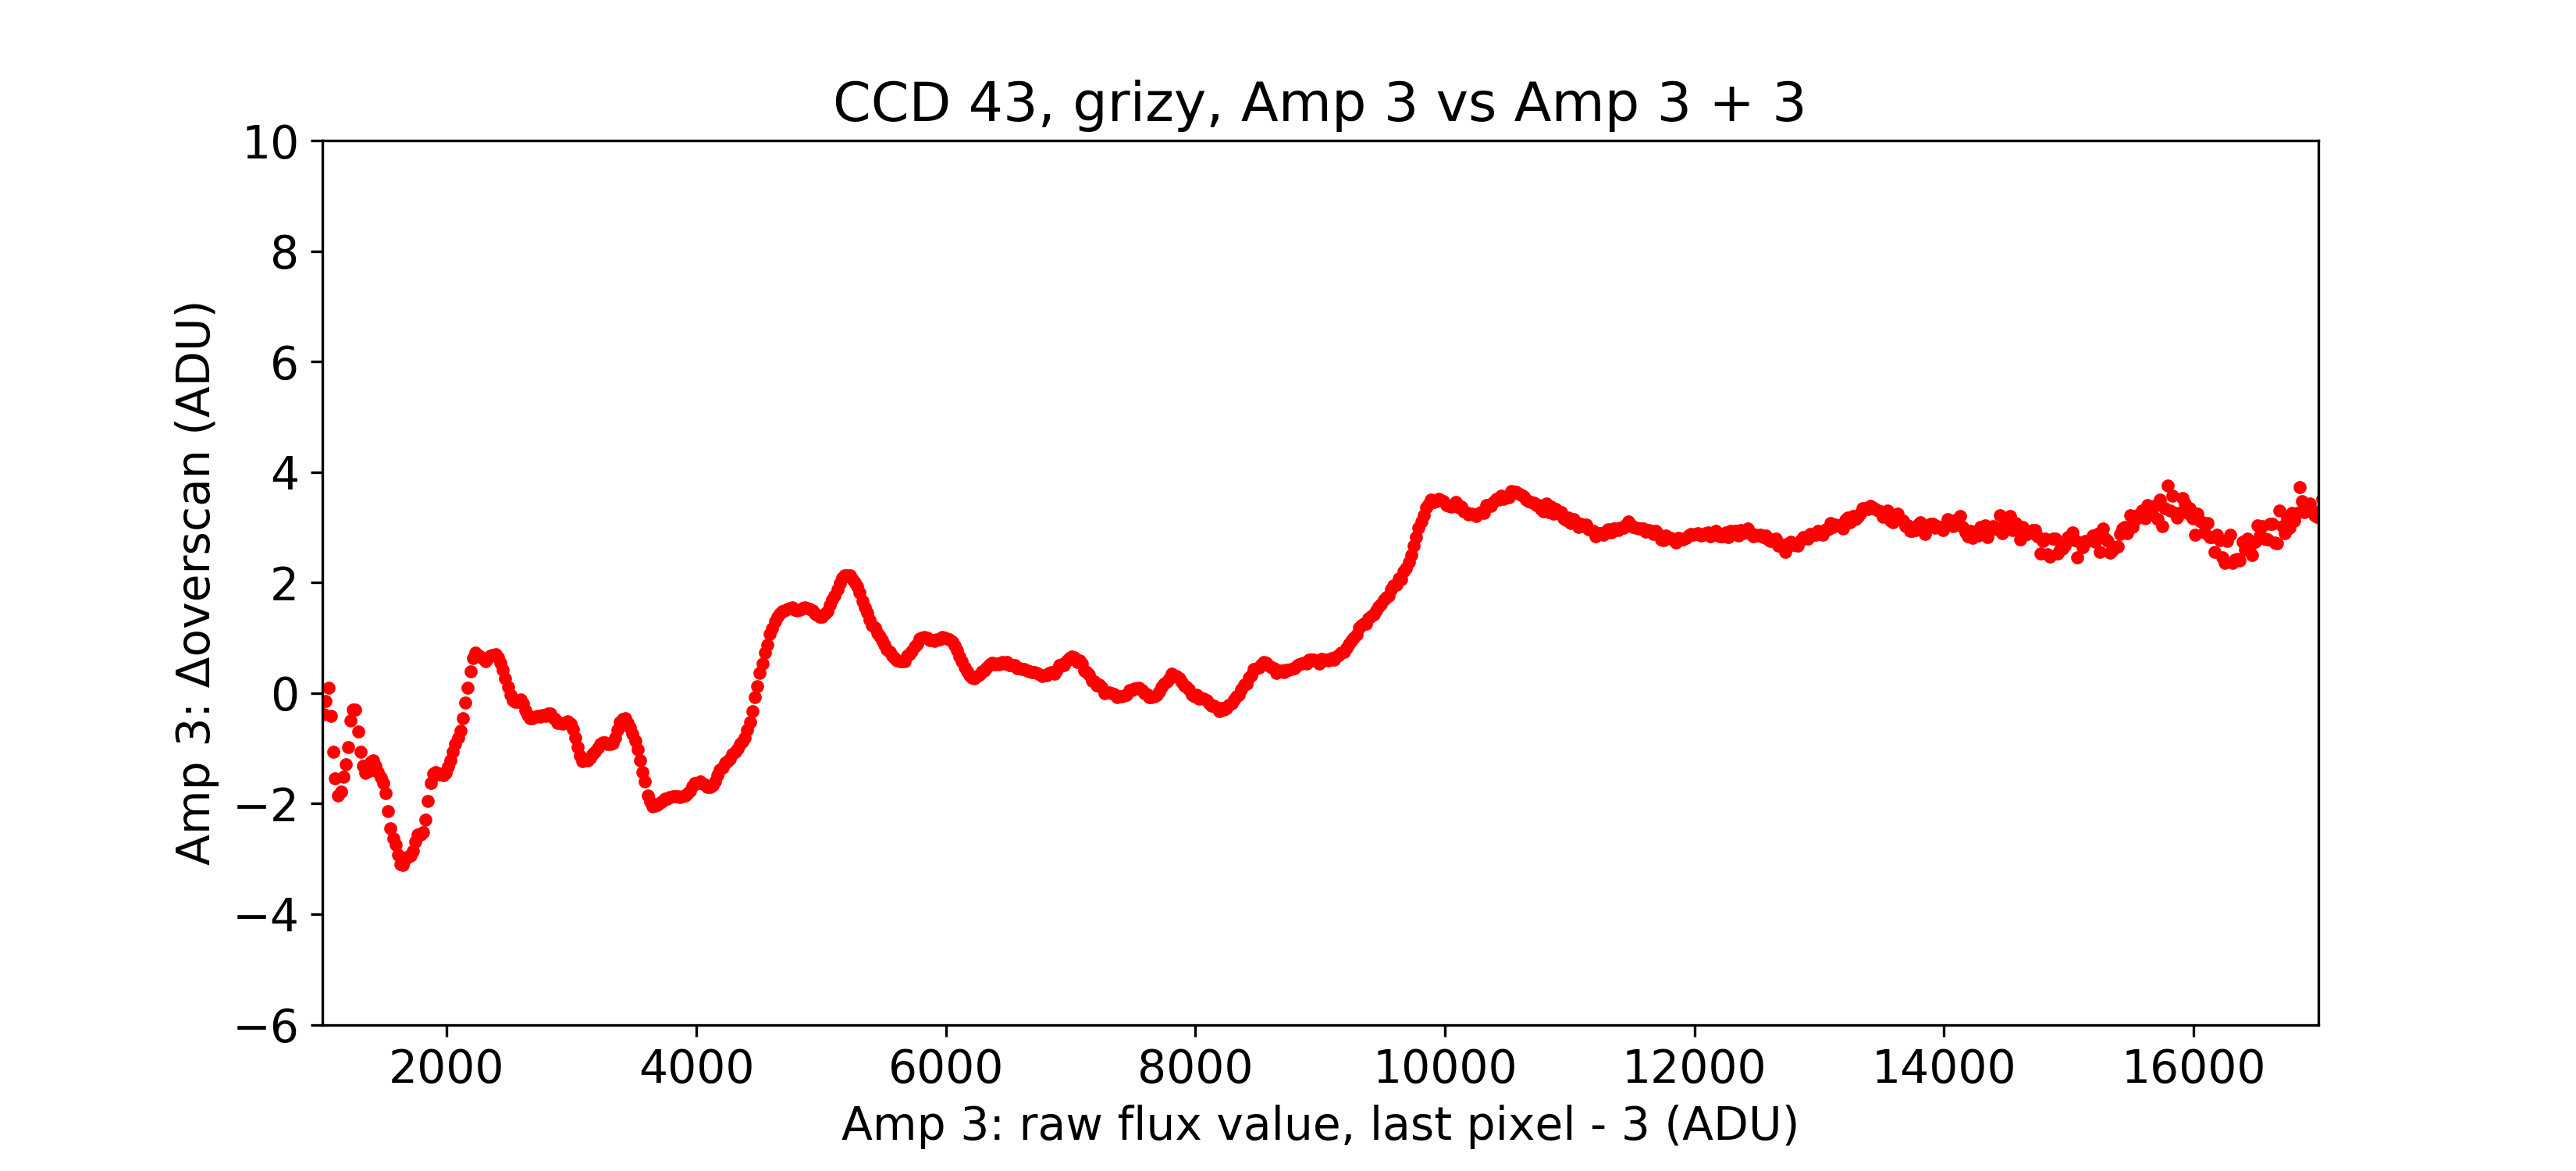 CCD 43, grizy, Amp 3 vs Amp 3 + 3
10
8
6
4
2
0
−2
−4
−6
Amp 3: Δoverscan (ADU)
2000 4000 6000 8000 10000 12000 14000 16000
Amp 3: raw flux value, last pixel - 3 (ADU)